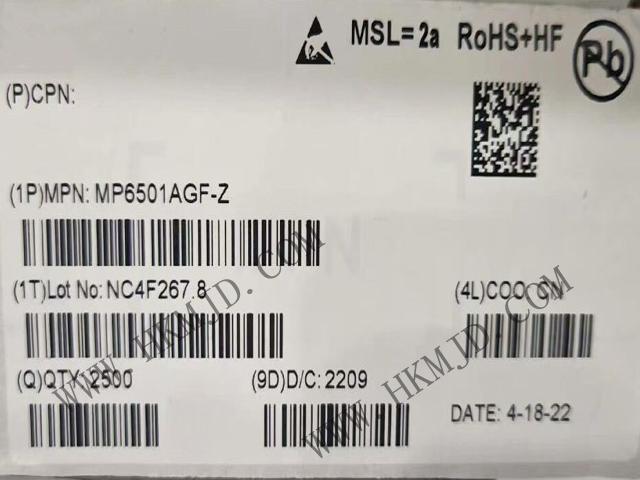 MSL= 2a RoHS+HF Pb
(P)CPN:
(1P)MPN: MP6501AGF-Z
(1T)Lot No: NC4F267.8
(4L)COO: CN
(Q)QTY: 2500
(9D)D/C: 2209
DATE: 4-18-22
WWW.HKMJD.COM
WWW.HKMJD.COM